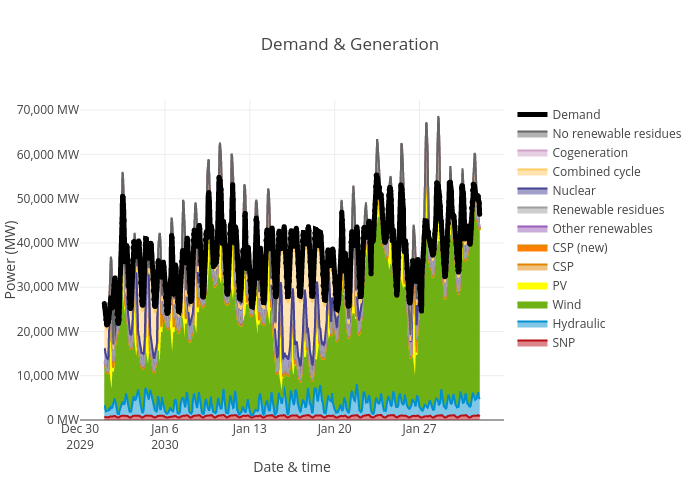 Demand & Generation
70,000 MW
60,000 MW
50,000 MW
40,000 MW
30,000 MW
20,000 MW
10,000 MW
0 MW
Power (MW)
Dec 30
2029
Jan 6
2030
Jan 13
Jan 20
Jan 27
Date & time
Demand
No renewable residues
Cogeneration
Combined cycle
Nuclear
Renewable residues
Other renewables
CSP (new)
CSP
PV
Wind
Hydraulic
SNP